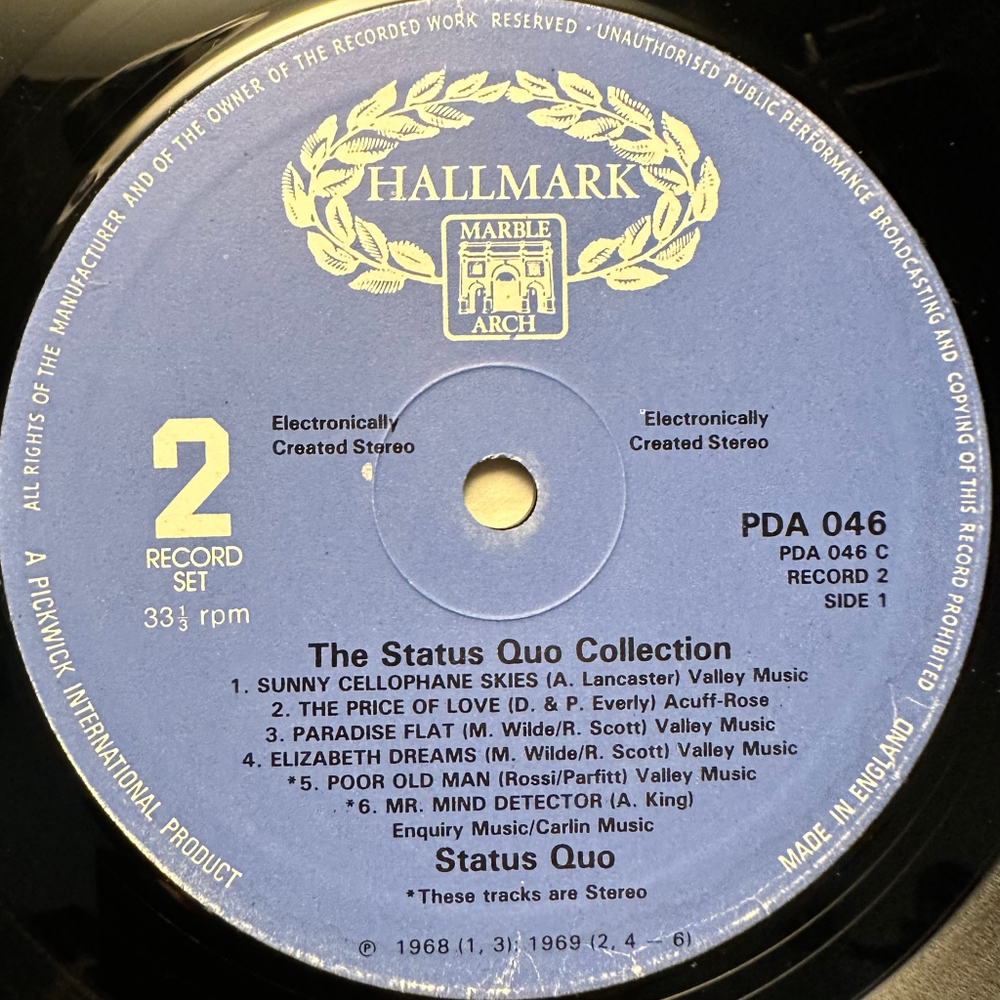 ALL RIGHTS OF THE MANUFACTURER AND OF THE OWNER OF THE RECORDED WORK RESERVED · UNAUTHORISED PUBLIC PERFORMANCE BROADCASTING AND COPYING OF THIS RECORD PROHIBITED
HALLMARK
MARBLE
ARCH
Electronically
Created Stereo
Electronically
Created Stereo
2
RECORD
SET
33⅓ rpm
PDA 046
PDA 046 C
RECORD 2
SIDE 1
The Status Quo Collection
1. SUNNY CELLOPHANE SKIES (A. Lancaster) Valley Music
2. THE PRICE OF LOVE (D. & P. Everly) Acuff-Rose
3. PARADISE FLAT (M. Wilde/R. Scott) Valley Music
4. ELIZABETH DREAMS (M. Wilde/R. Scott) Valley Music
*5. POOR OLD MAN (Rossi/Parfitt) Valley Music
*6. MR. MIND DETECTOR (A. King)
Enquiry Music/Carlin Music
Status Quo
*These tracks are Stereo
℗ 1968 (1, 3); 1969 (2, 4 – 6)
A PICKWICK INTERNATIONAL PRODUCT
MADE IN ENGLAND